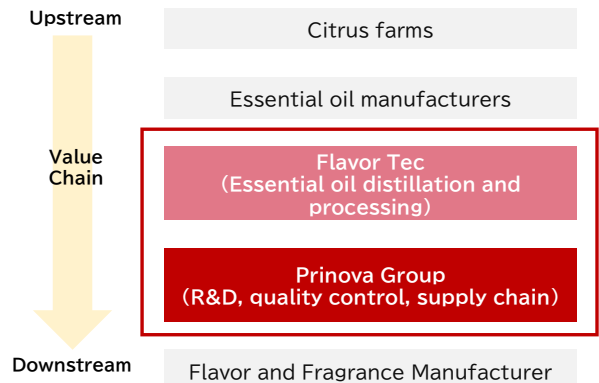 Upstream
Citrus farms
Essential oil manufacturers
Value
Chain
Flavor Tec
(Essential oil distillation and
processing)
Prinova Group
(R&D, quality control, supply chain)
Downstream
Flavor and Fragrance Manufacturer